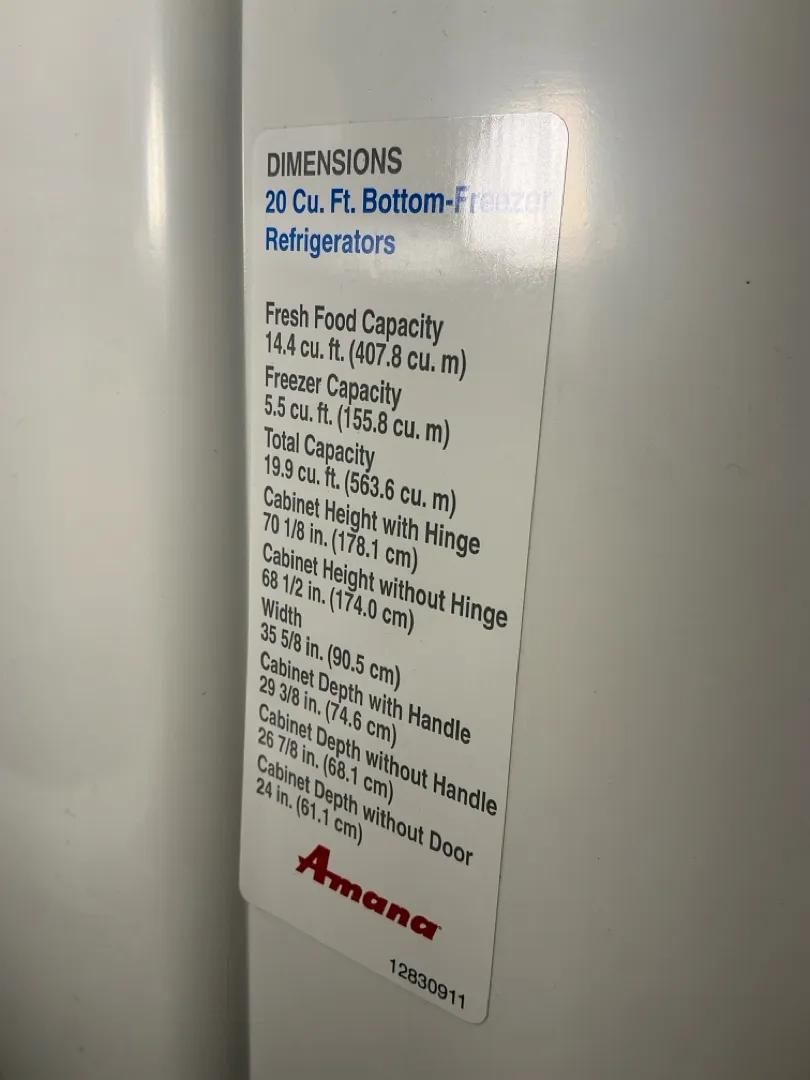 DIMENSIONS
20 Cu. Ft. Bottom-Freezer
Refrigerators
Fresh Food Capacity
14.4 cu. ft. (407.8 cu. m)
Freezer Capacity
5.5 cu. ft. (155.8 cu. m)
Total Capacity
19.9 cu. ft. (563.6 cu. m)
Cabinet Height with Hinge
70 1/8 in. (178.1 cm)
Cabinet Height without Hinge
68 1/2 in. (174.0 cm)
Width
35 5/8 in. (90.5 cm)
Cabinet Depth with Handle
29 3/8 in. (74.6 cm)
Cabinet Depth without Handle
26 7/8 in. (68.1 cm)
Cabinet Depth without Door
24 in. (61.1 cm)
Amana
12830911